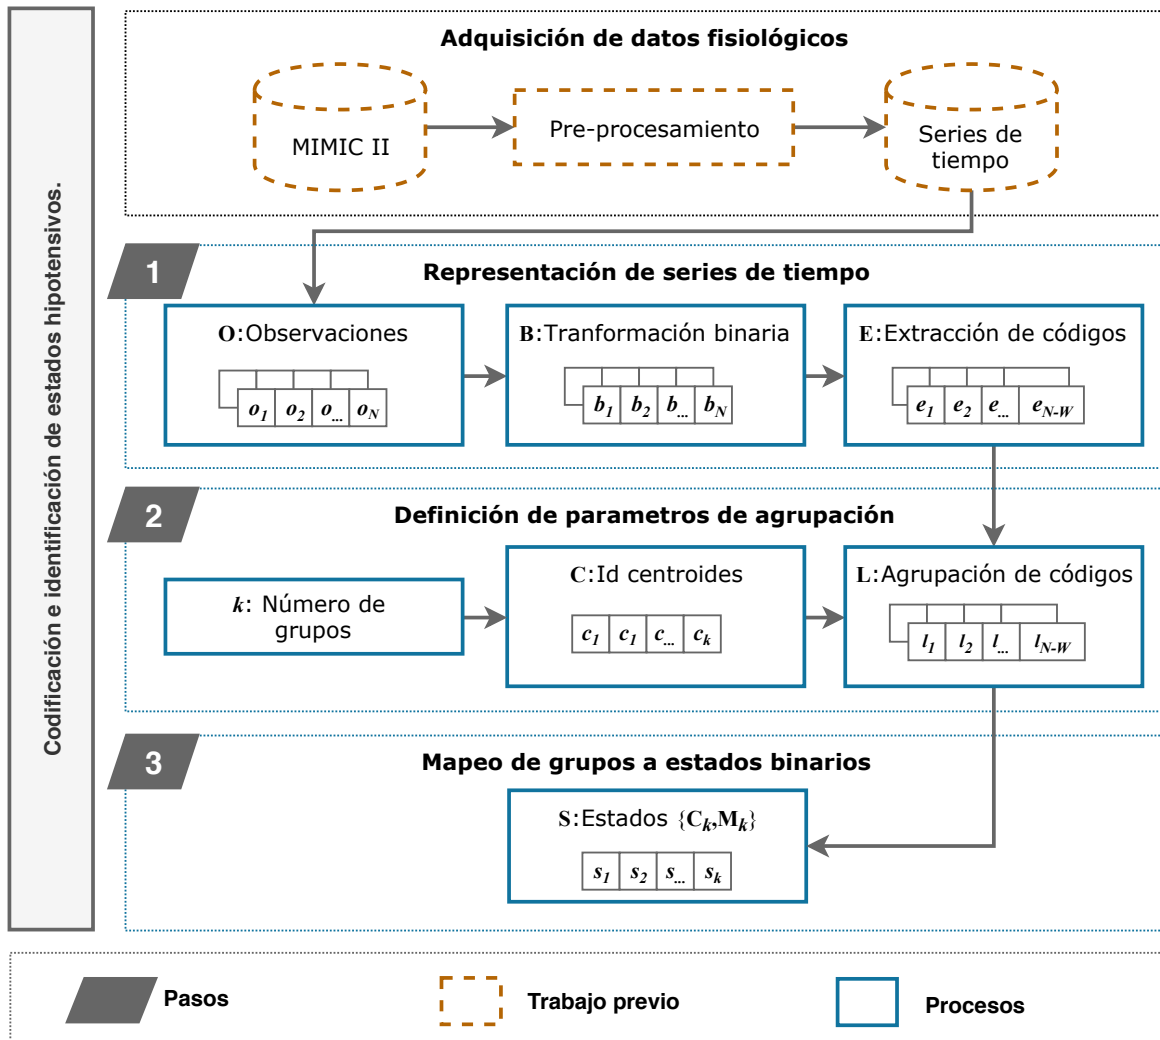 Codificación e identificación de estados hipotensivos.
Adquisición de datos fisiológicos
MIMIC II
Pre-procesamiento
Series de
tiempo
1
Representación de series de tiempo
O:Observaciones
o1 o2 o... oN
B:Tranformación binaria
b1 b2 b... bN
E:Extracción de códigos
e1 e2 e... eN-W
2
Definición de parametros de agrupación
k: Número de
grupos
C:Id centroides
c1 c1 c... ck
L:Agrupación de códigos
l1 l2 l... lN-W
3
Mapeo de grupos a estados binarios
S:Estados {Ck,Mk}
s1 s2 s... sk
Pasos
Trabajo previo
Procesos